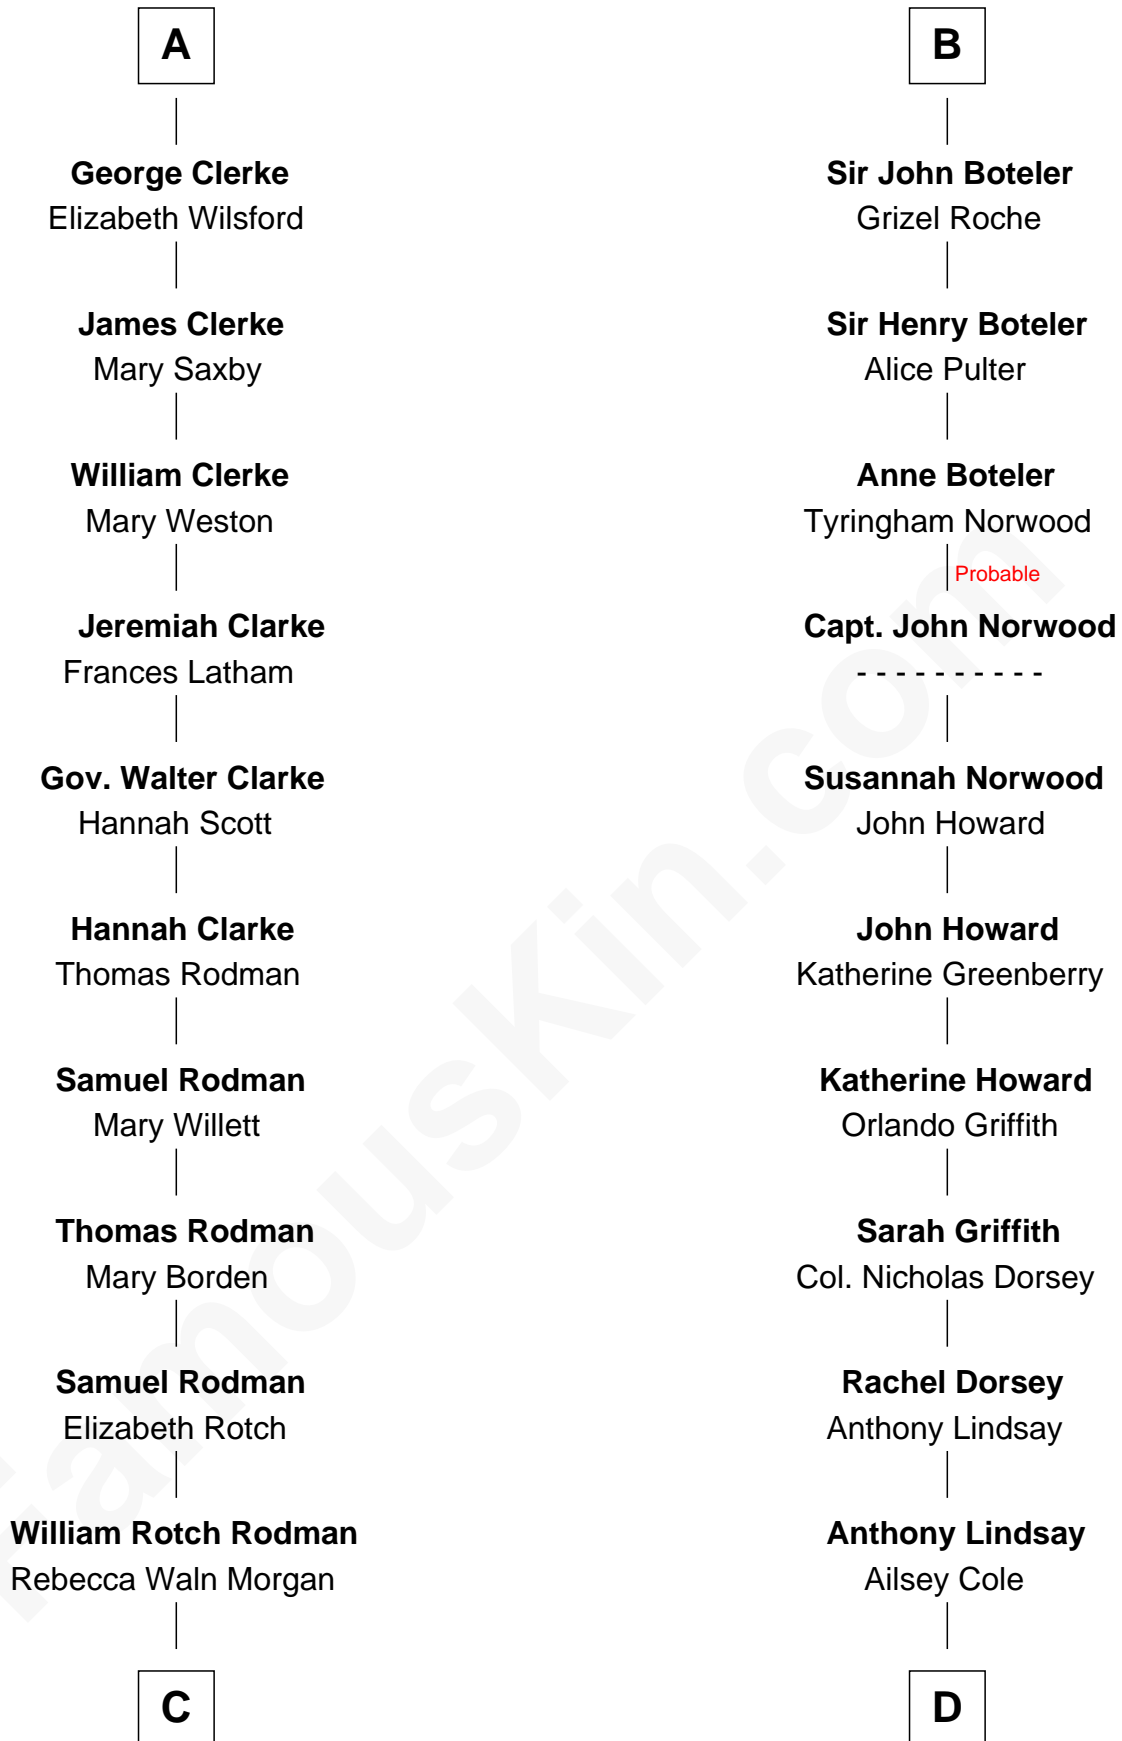 A
George Clerke
Elizabeth Wilsford
James Clerke
Mary Saxby
William Clerke
Mary Weston
Jeremiah Clarke
Frances Latham
Gov. Walter Clarke
Hannah Scott
Hannah Clarke
Thomas Rodman
Samuel Rodman
Mary Willett
Thomas Rodman
Mary Borden
Samuel Rodman
Elizabeth Rotch
William Rotch Rodman
Rebecca Waln Morgan
C
B
Sir John Boteler
Grizel Roche
Sir Henry Boteler
Alice Pulter
Anne Boteler
Tyringham Norwood
Probable
Capt. John Norwood
- - - - - - - - - -
Susannah Norwood
John Howard
John Howard
Katherine Greenberry
Katherine Howard
Orlando Griffith
Sarah Griffith
Col. Nicholas Dorsey
Rachel Dorsey
Anthony Lindsay
Anthony Lindsay
Ailsey Cole
D
FamousKin.com